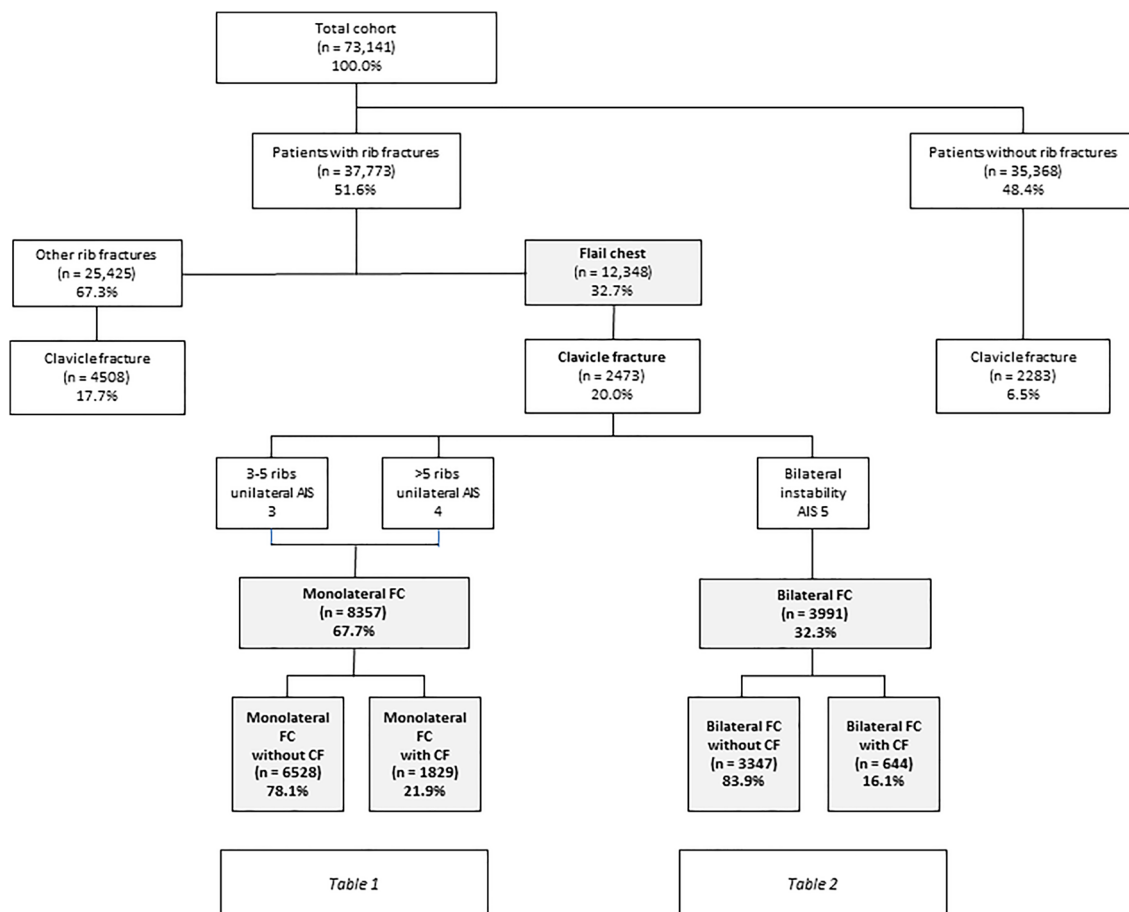 Total cohort
(n = 73,141)
100.0%
Patients with rib fractures
(n = 37,773)
51.6%
Patients without rib fractures
(n = 35,368)
48.4%
Other rib fractures
(n = 25,425)
67.3%
Flail chest
(n = 12,348)
32.7%
Clavicle fracture
(n = 4508)
17.7%
Clavicle fracture
(n = 2473)
20.0%
Clavicle fracture
(n = 2283)
6.5%
3-5 ribs
unilateral AIS
3
>5 ribs
unilateral AIS
4
Bilateral
instability
AIS 5
Monolateral FC
(n = 8357)
67.7%
Bilateral FC
(n = 3991)
32.3%
Monolateral
FC
without CF
(n = 6528)
78.1%
Monolateral
FC
with CF
(n = 1829)
21.9%
Bilateral FC
without CF
(n = 3347)
83.9%
Bilateral FC
with CF
(n = 644)
16.1%
Table 1
Table 2